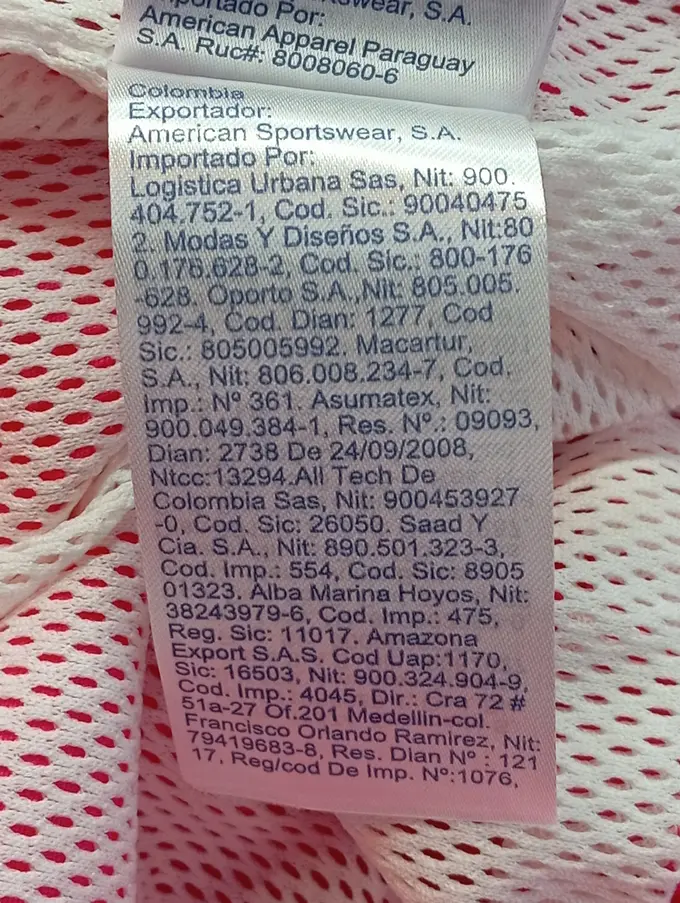 Importado Por:
American Apparel Paraguay
S.A. Ruc#: 8008060-6
Colombia
Exportador:
American Sportswear, S.A.
Importado Por:
Logistica Urbana Sas, Nit: 900.
404.752-1, Cod. Sic.: 90040475
2. Modas Y Diseños S.A., Nit:80
0.176.628-2, Cod. Sic.: 800-176
-628. Oporto S.A.,Nit: 805.005.
992-4, Cod. Dian: 1277, Cod
Sic.: 805005992. Macartur,
S.A., Nit: 806.008.234-7, Cod.
Imp.: Nº 361. Asumatex, Nit:
900.049.384-1, Res. Nº.: 09093,
Dian: 2738 De 24/09/2008,
Ntcc:13294.All Tech De
Colombia Sas, Nit: 900453927
-0, Cod. Sic: 26050. Saad Y
Cia. S.A., Nit: 890.501.323-3,
Cod. Imp.: 554, Cod. Sic: 8905
01323. Alba Marina Hoyos, Nit:
38243979-6, Cod. Imp.: 475,
Reg. Sic: 11017. Amazona
Export S.A.S. Cod Uap:1170,
Sic: 16503, Nit: 900.324.904-9,
Cod. Imp.: 4045, Dir.: Cra 72 #
51a-27 Of.201 Medellin-col.
Francisco Orlando Ramirez, Nit:
79419683-8, Res. Dian Nº : 121
17, Reg/cod De Imp. Nº:1076,